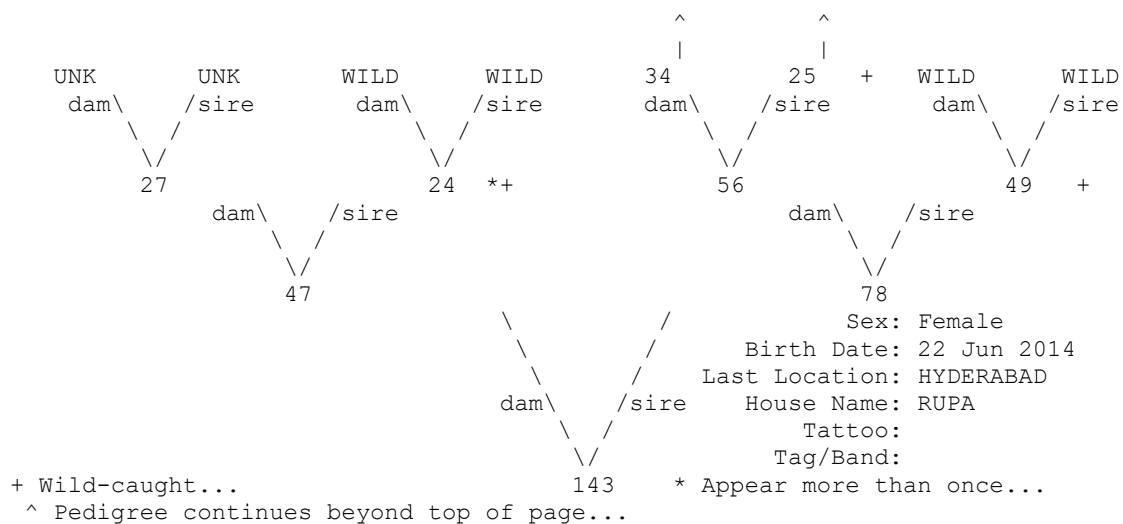 ^ ^
| |
UNK UNK WILD WILD 34 25 + WILD WILD
dam\ /sire dam\ /sire dam\ /sire dam\ /sire
\ / \ / \ / \ /
\/ \/ \/ \/
27 24 *+ 56 49 +
dam\ /sire dam\ /sire
\ / \ /
\/ \/
47 78
\ / Sex: Female
\ / Birth Date: 22 Jun 2014
\ / Last Location: HYDERABAD
dam\ /sire House Name: RUPA
\ / Tattoo:
\/ Tag/Band:
+ Wild-caught... 143 * Appear more than once...
^ Pedigree continues beyond top of page...